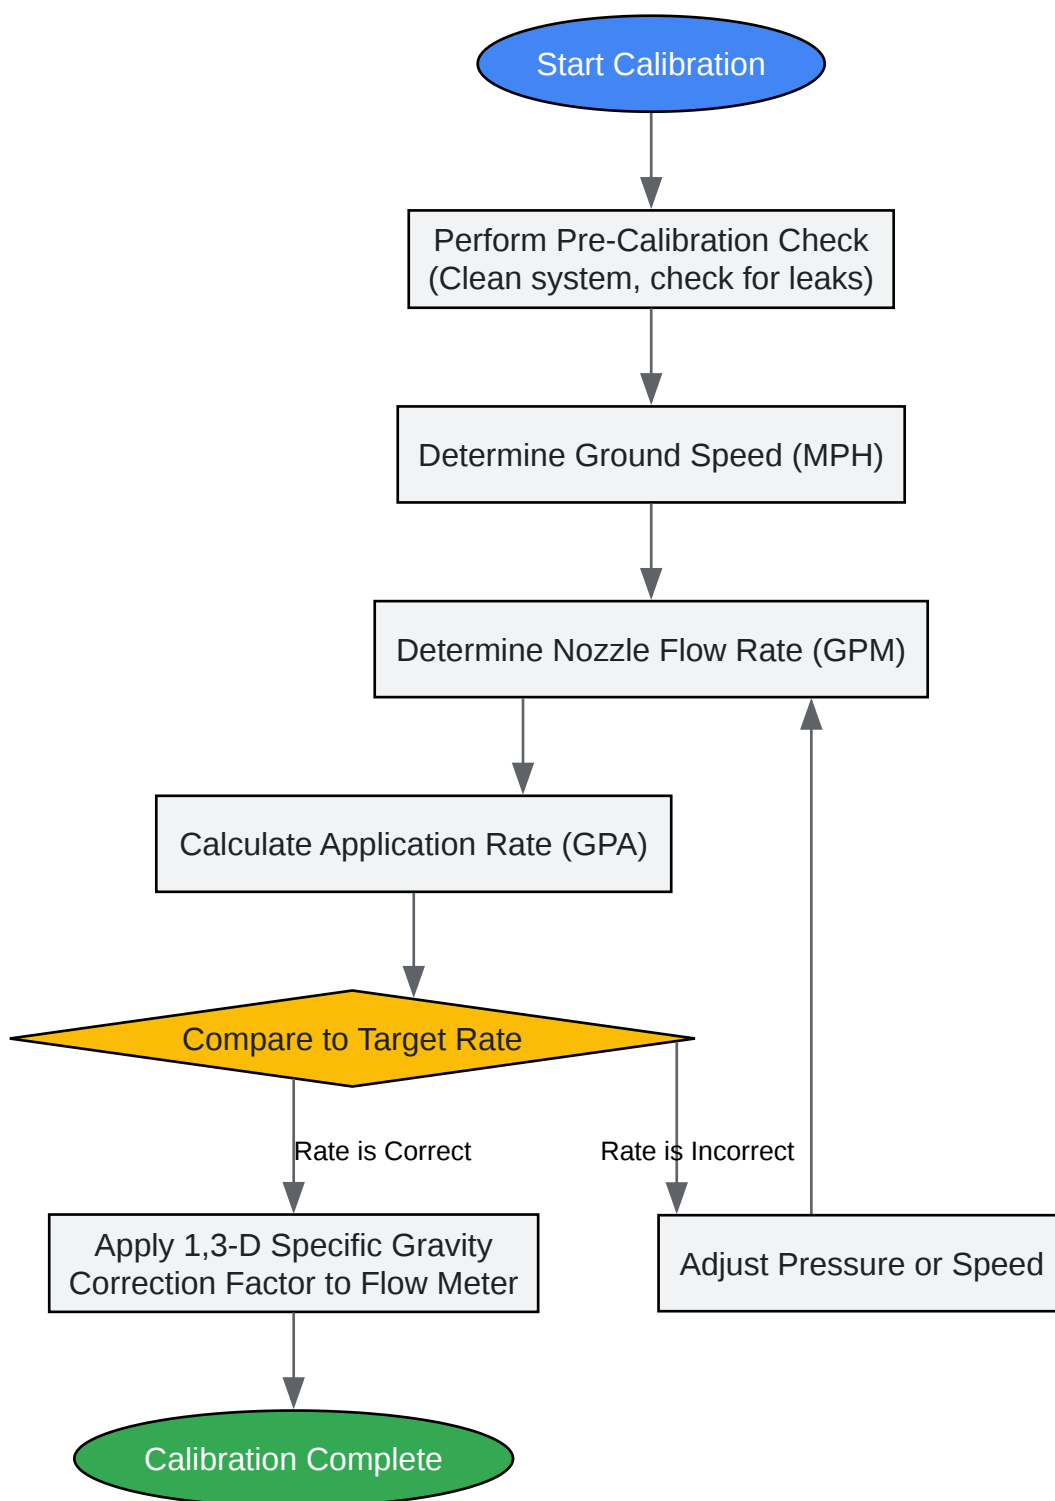 Start Calibration
Perform Pre-Calibration Check
(Clean system, check for leaks)
Determine Ground Speed (MPH)
Determine Nozzle Flow Rate (GPM)
Calculate Application Rate (GPA)
Compare to Target Rate
Rate is Correct
Rate is Incorrect
Apply 1,3-D Specific Gravity
Correction Factor to Flow Meter
Adjust Pressure or Speed
Calibration Complete